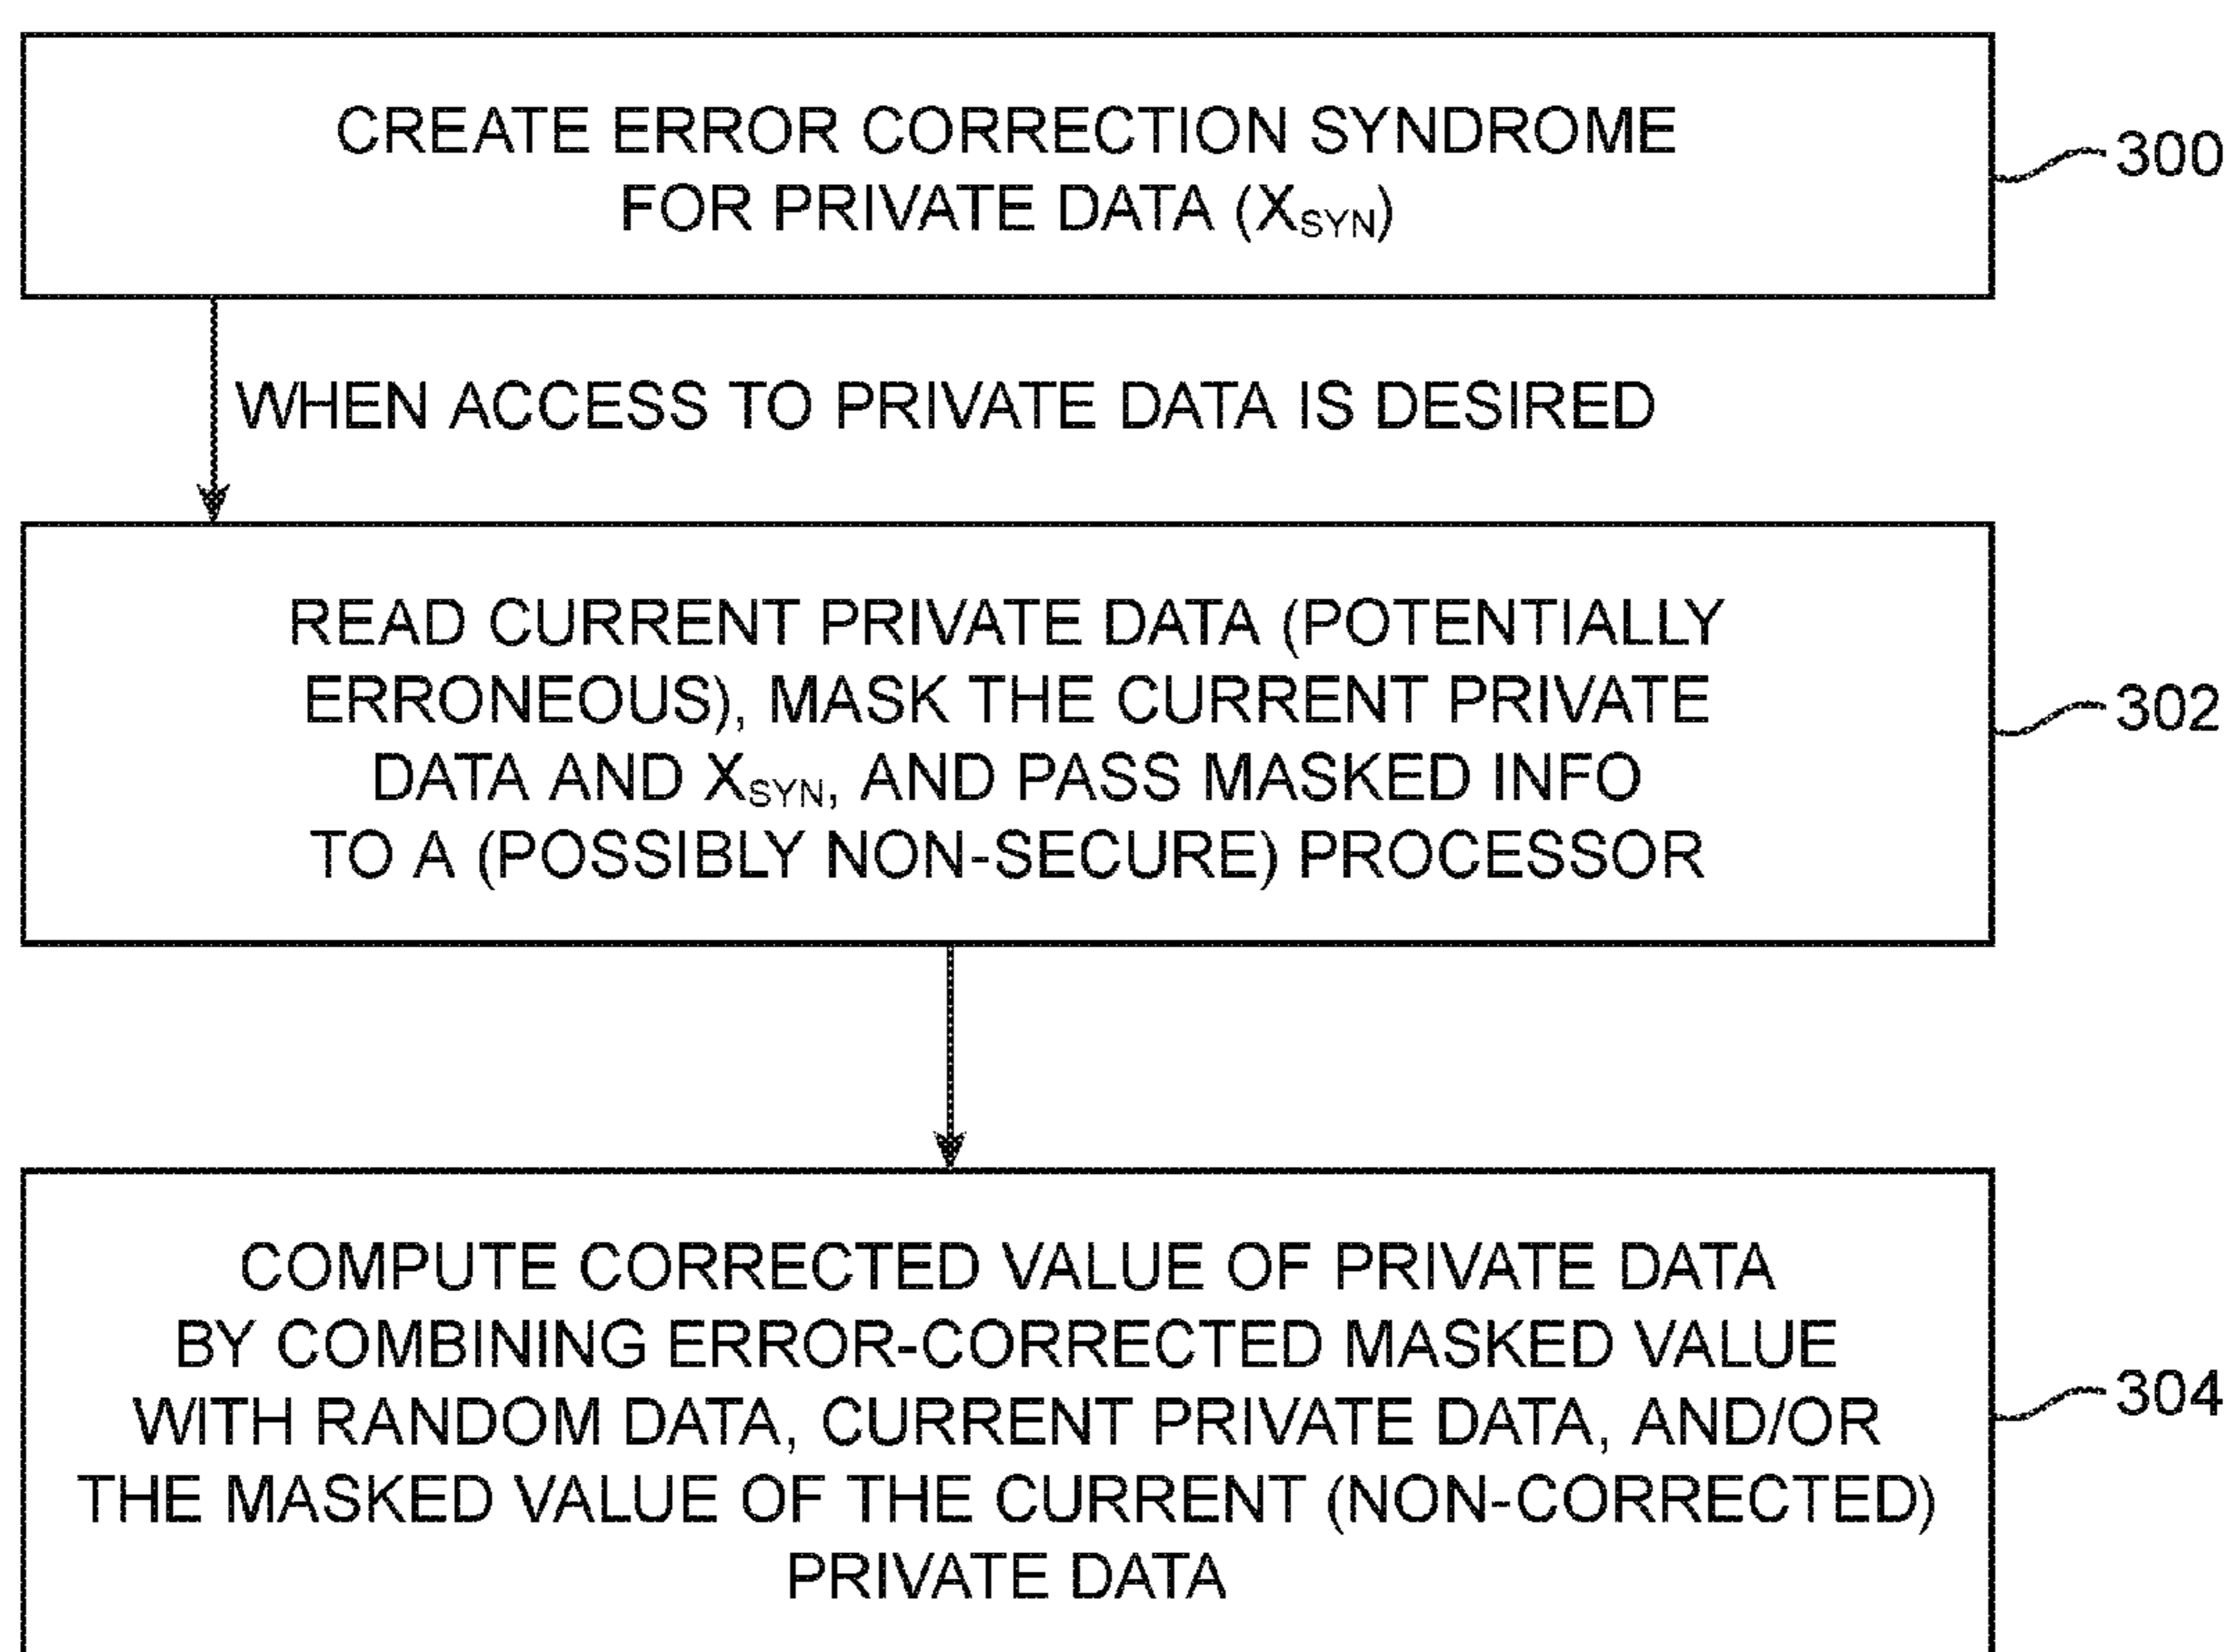 CREATE ERROR CORRECTION SYNDROME
FOR PRIVATE DATA (XSYN)
300
WHEN ACCESS TO PRIVATE DATA IS DESIRED
READ CURRENT PRIVATE DATA (POTENTIALLY
ERRONEOUS), MASK THE CURRENT PRIVATE
DATA AND XSYN, AND PASS MASKED INFO
TO A (POSSIBLY NON-SECURE) PROCESSOR
302
COMPUTE CORRECTED VALUE OF PRIVATE DATA
BY COMBINING ERROR-CORRECTED MASKED VALUE
WITH RANDOM DATA, CURRENT PRIVATE DATA, AND/OR
THE MASKED VALUE OF THE CURRENT (NON-CORRECTED)
PRIVATE DATA
304